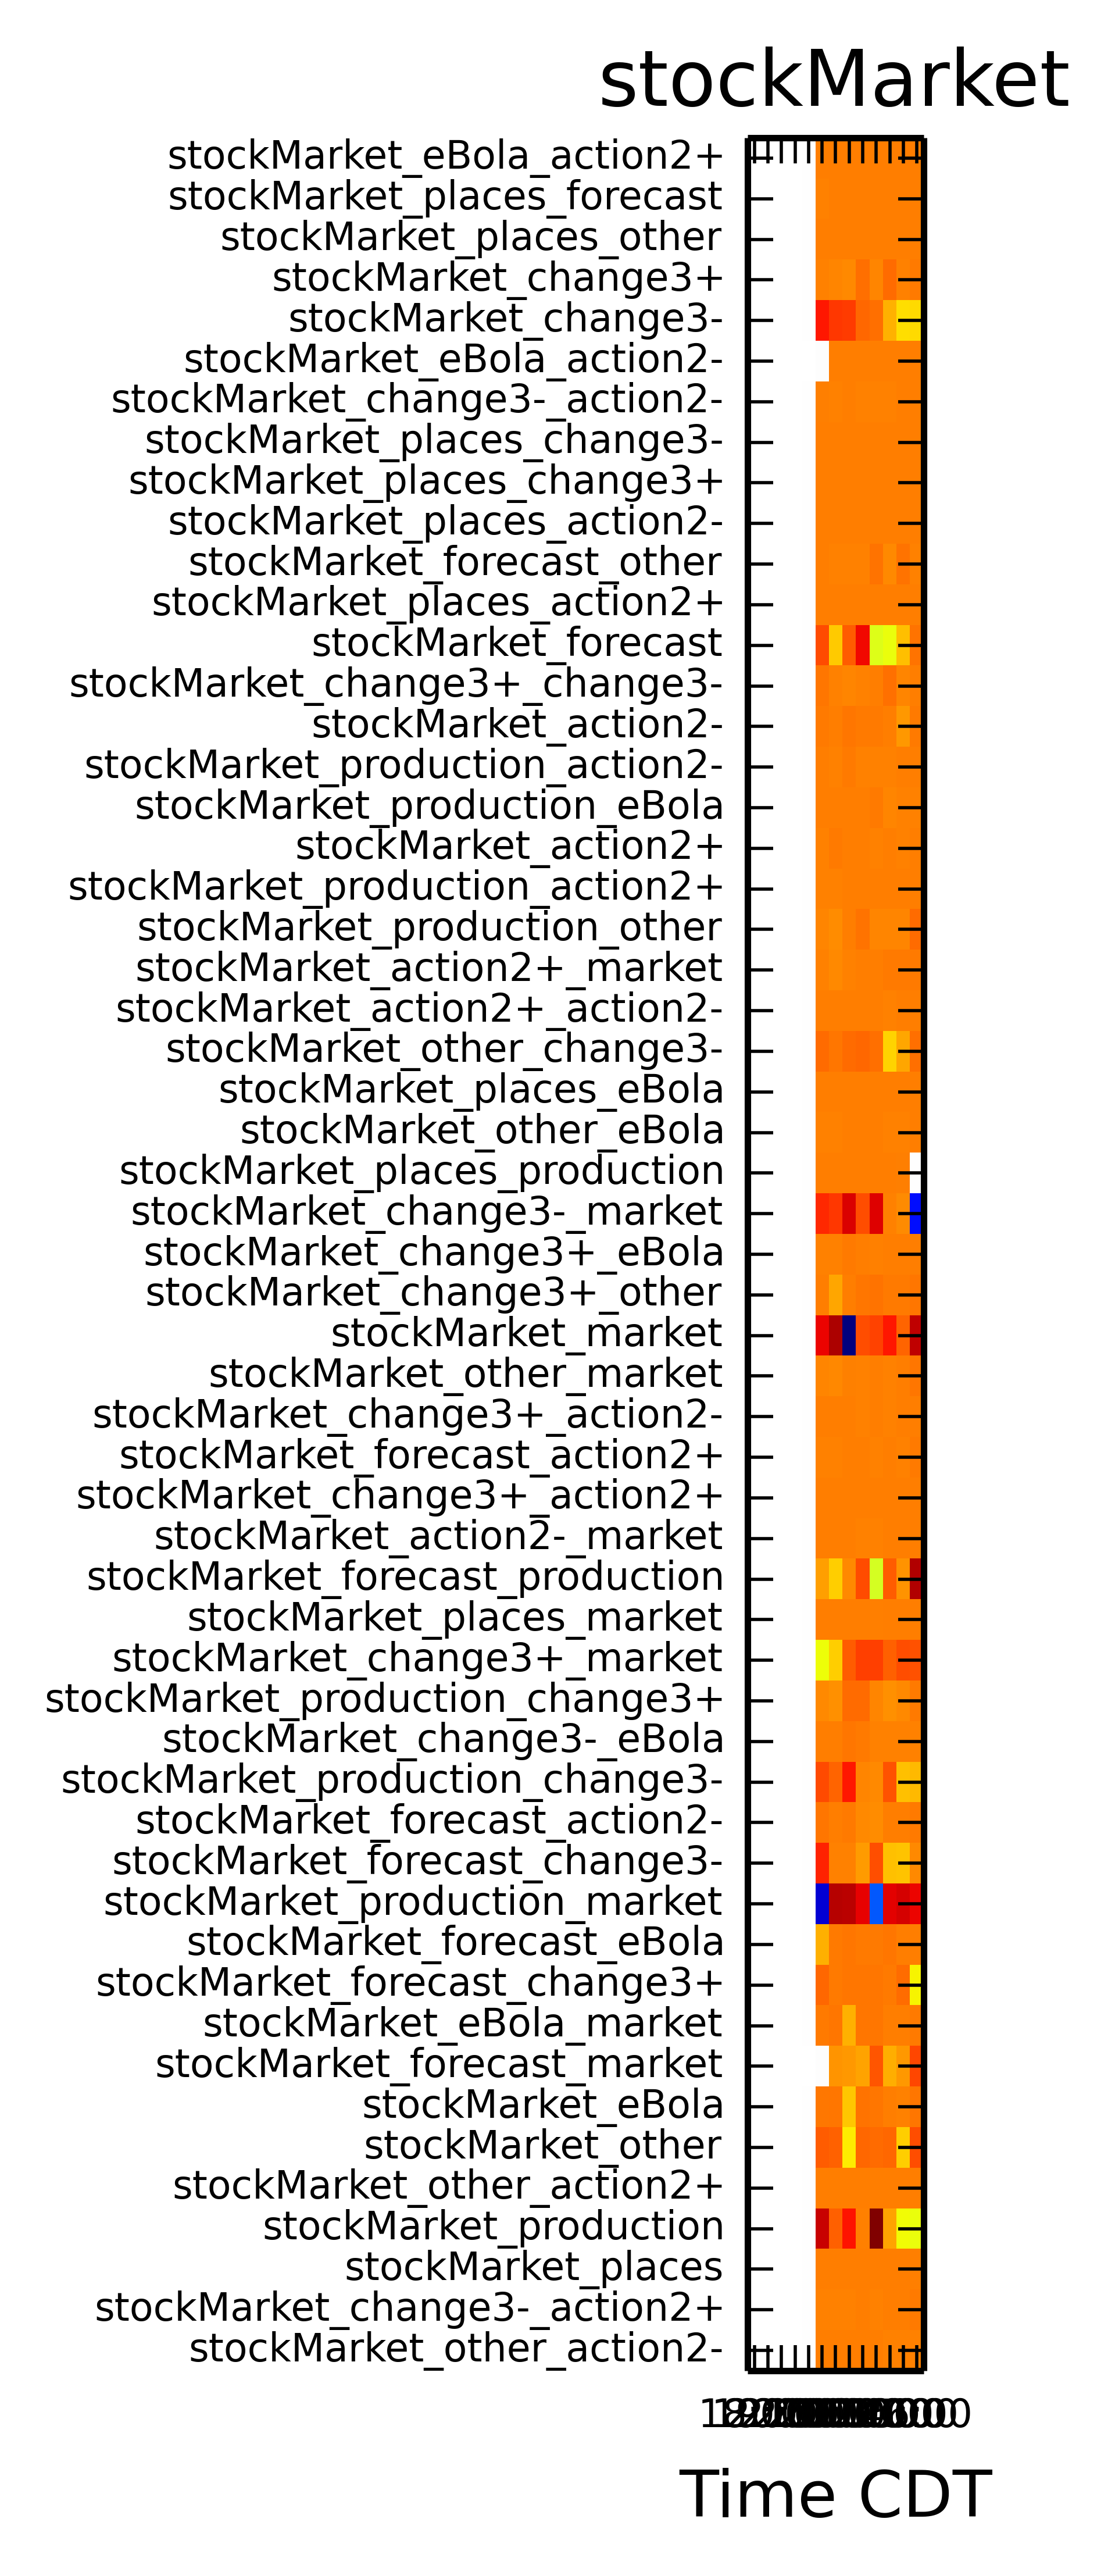 stockMarket
stockMarket_eBola_action2+
stockMarket_places_forecast
stockMarket_places_other
stockMarket_change3+
stockMarket_change3-
stockMarket_eBola_action2-
stockMarket_change3-_action2-
stockMarket_places_change3-
stockMarket_places_change3+
stockMarket_places_action2-
stockMarket_forecast_other
stockMarket_places_action2+
stockMarket_forecast
stockMarket_change3+_change3-
stockMarket_action2-
stockMarket_production_action2-
stockMarket_production_eBola
stockMarket_action2+
stockMarket_production_action2+
stockMarket_production_other
stockMarket_action2+_market
stockMarket_action2+_action2-
stockMarket_other_change3-
stockMarket_places_eBola
stockMarket_other_eBola
stockMarket_places_production
stockMarket_change3-_market
stockMarket_change3+_eBola
stockMarket_change3+_other
stockMarket_market
stockMarket_other_market
stockMarket_change3+_action2-
stockMarket_forecast_action2+
stockMarket_change3+_action2+
stockMarket_action2-_market
stockMarket_forecast_production
stockMarket_places_market
stockMarket_change3+_market
stockMarket_production_change3+
stockMarket_change3-_eBola
stockMarket_production_change3-
stockMarket_forecast_action2-
stockMarket_forecast_change3-
stockMarket_production_market
stockMarket_forecast_eBola
stockMarket_forecast_change3+
stockMarket_eBola_market
stockMarket_forecast_market
stockMarket_eBola
stockMarket_other
stockMarket_other_action2+
stockMarket_production
stockMarket_places
stockMarket_change3-_action2+
stockMarket_other_action2-
Time CDT